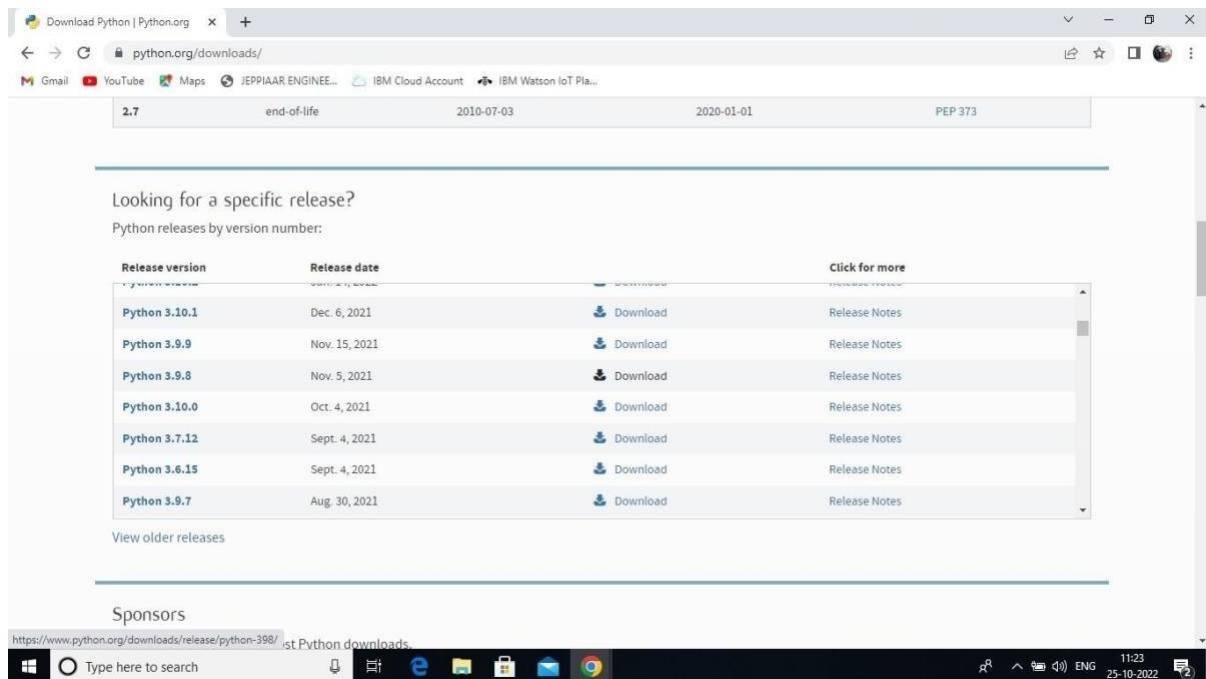 Download Python | Python.org
python.org/downloads/
Gmail YouTube Maps JEPPIAAR ENGINEE... IBM Cloud Account IBM Watson IoT Pla...
2.7 end-of-life 2010-07-03 2020-01-01 PEP 373
Looking for a specific release?
Python releases by version number:
Release version Release date Click for more
Python 3.10.1 Dec. 6, 2021 Download Release Notes
Python 3.9.9 Nov. 15, 2021 Download Release Notes
Python 3.9.8 Nov. 5, 2021 Download Release Notes
Python 3.10.0 Oct. 4, 2021 Download Release Notes
Python 3.7.12 Sept. 4, 2021 Download Release Notes
Python 3.6.15 Sept. 4, 2021 Download Release Notes
Python 3.9.7 Aug. 30, 2021 Download Release Notes
View older releases
Sponsors
https://www.python.org/downloads/release/python-398/ st Python downloads.
Type here to search ENG 11:23
25-10-2022 2